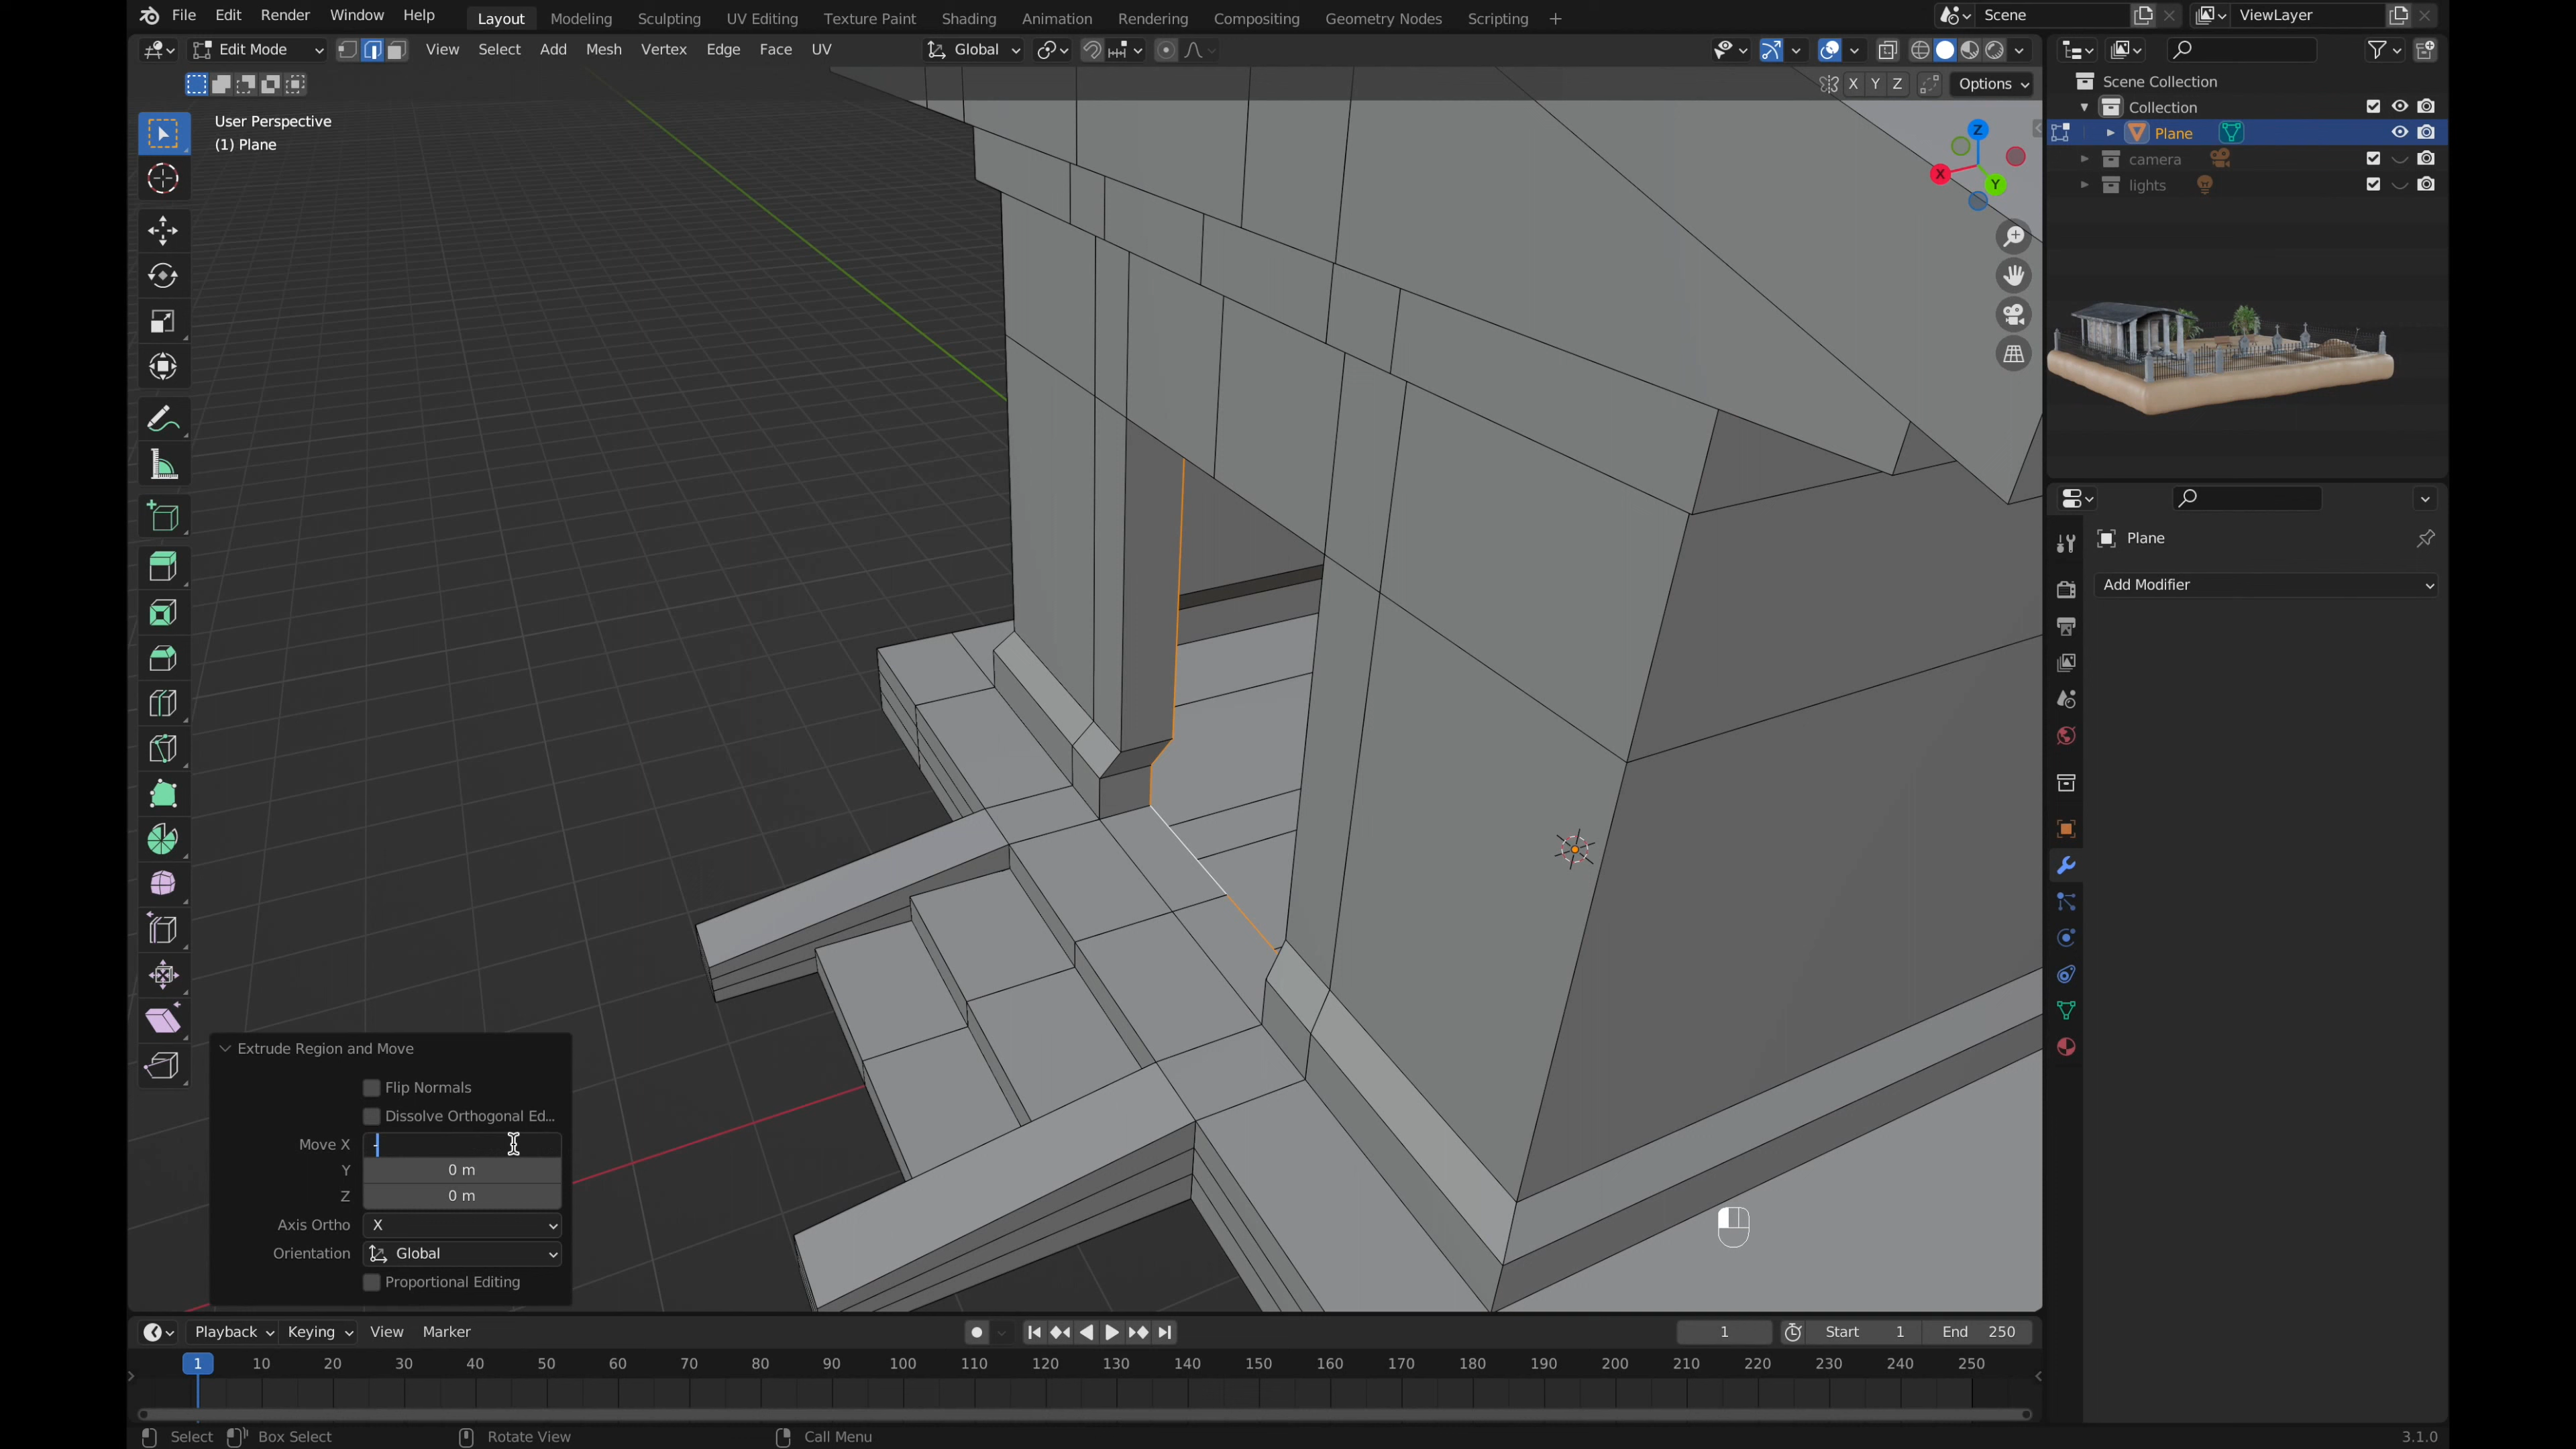 File Edit Render Window Help Layout Modeling Sculpting UV Editing Texture Paint Shading Animation Rendering Compositing Geometry Nodes Scripting + Scene ViewLayer
Edit Mode View Select Add Mesh Vertex Edge Face UV Global
X Y Z Options
User Perspective
(1) Plane
Z
X
Y
Scene Collection
Collection
Plane
camera
lights
Plane
Add Modifier
Extrude Region and Move
Flip Normals
Dissolve Orthogonal Ed...
Move X -
Y 0 m
Z 0 m
Axis Ortho X
Orientation Global
Proportional Editing
Playback Keying View Marker 1 Start 1 End 250
1 10 20 30 40 50 60 70 80 90 100 110 120 130 140 150 160 170 180 190 200 210 220 230 240 250
Select Box Select Rotate View Call Menu 3.1.0